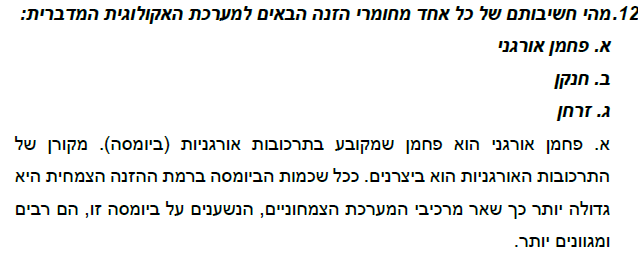 12. מהי חשיבותם של כל אחד מחומרי הזנה הבאים למערכת האקולוגית המדברית:
א. פחמן אורגני
ב. חנקן
ג. זרחן
א. פחמן אורגני הוא פחמן שמקובע בתרכובות אורגניות (ביומסה). מקורן של
התרכובות האורגניות הוא ביצרנים. ככל שכמות הביומסה ברמת ההזנה הצמחית היא
גדולה יותר כך שאר מרכיבי המערכת הצמחוניים, הנשענים על ביומסה זו, הם רבים
ומגוונים יותר.